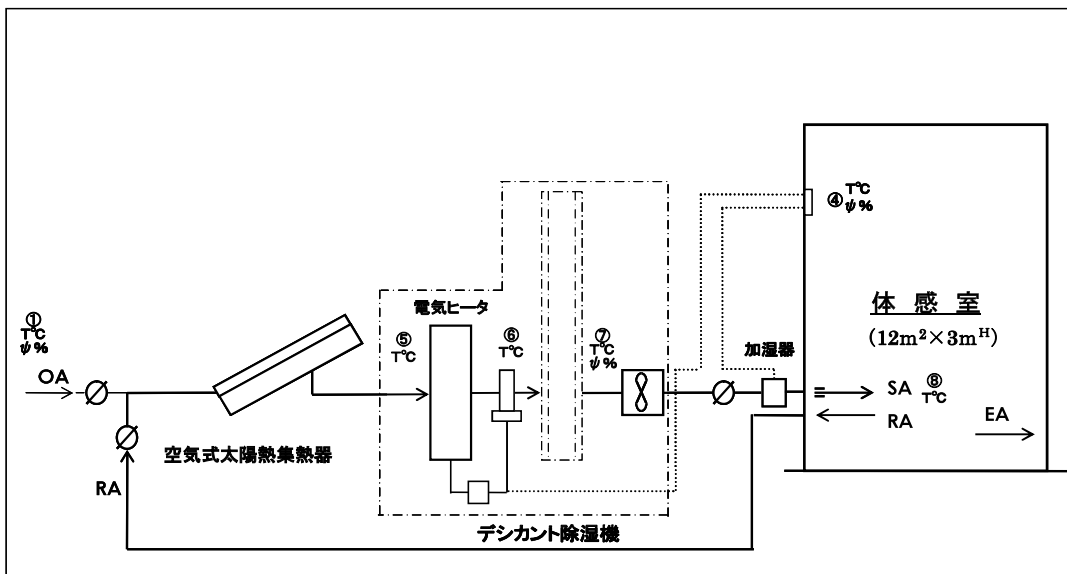 ①
T℃
ψ%
OA
RA
空気式太陽熱集熱器
電気ヒータ
⑤
T℃
⑥
T℃
⑦
T℃
ψ%
デシカント除湿機
加湿器
④ T℃
ψ%
体 感 室
(12m²×3mᴴ)
SA ⑧
T℃
RA
EA